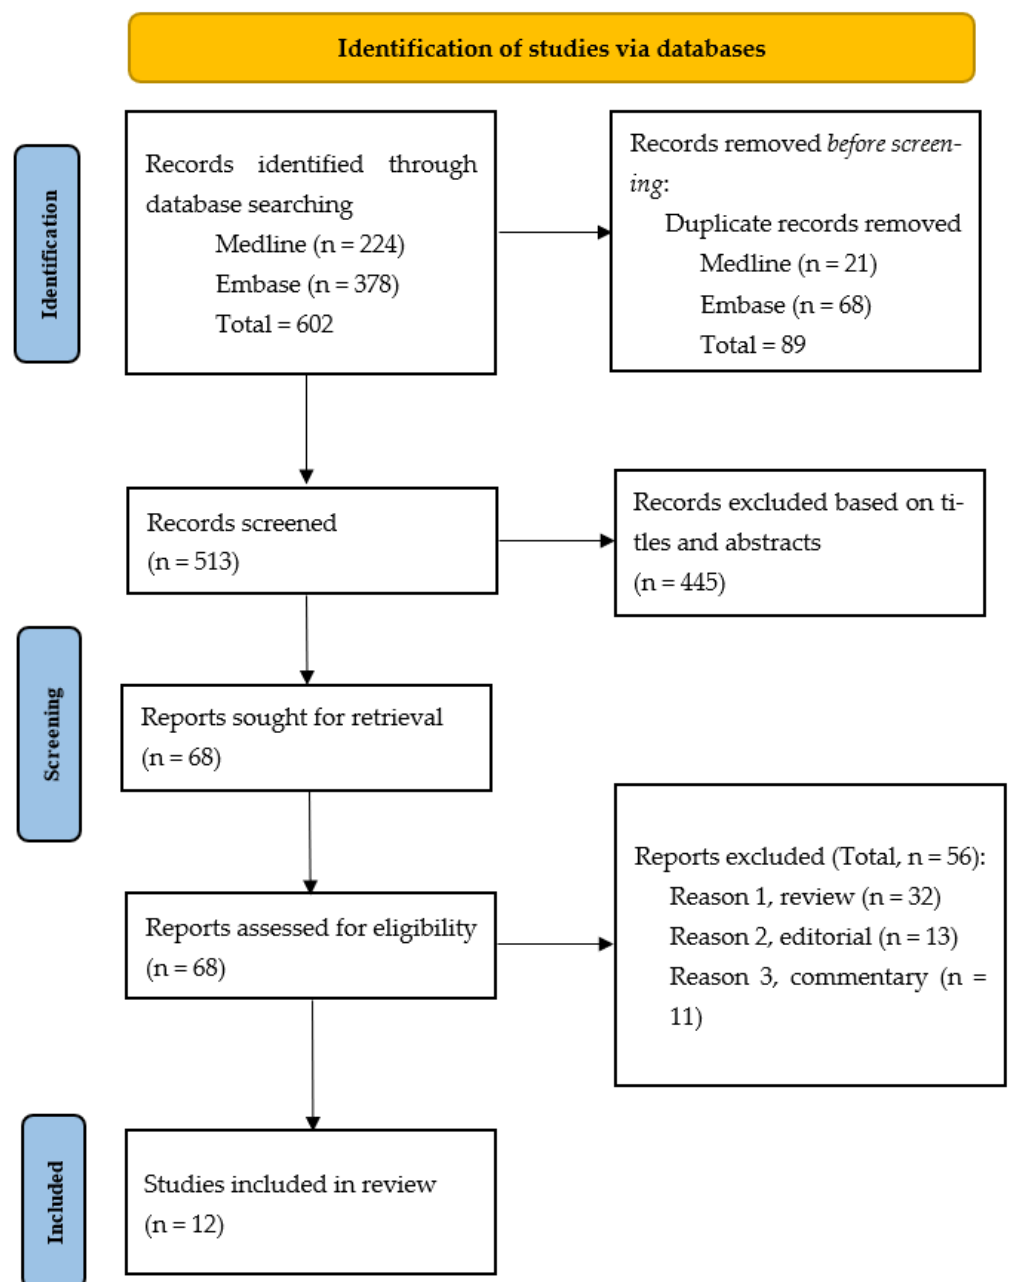 Identification of studies via databases
Identification
Records identified through
database searching
Medline (n = 224)
Embase (n = 378)
Total = 602
Records removed before screen-
ing:
Duplicate records removed
Medline (n = 21)
Embase (n = 68)
Total = 89
Records screened
(n = 513)
Records excluded based on ti-
tles and abstracts
(n = 445)
Screening
Reports sought for retrieval
(n = 68)
Reports assessed for eligibility
(n = 68)
Reports excluded (Total, n = 56):
Reason 1, review (n = 32)
Reason 2, editorial (n = 13)
Reason 3, commentary (n =
11)
Included
Studies included in review
(n = 12)